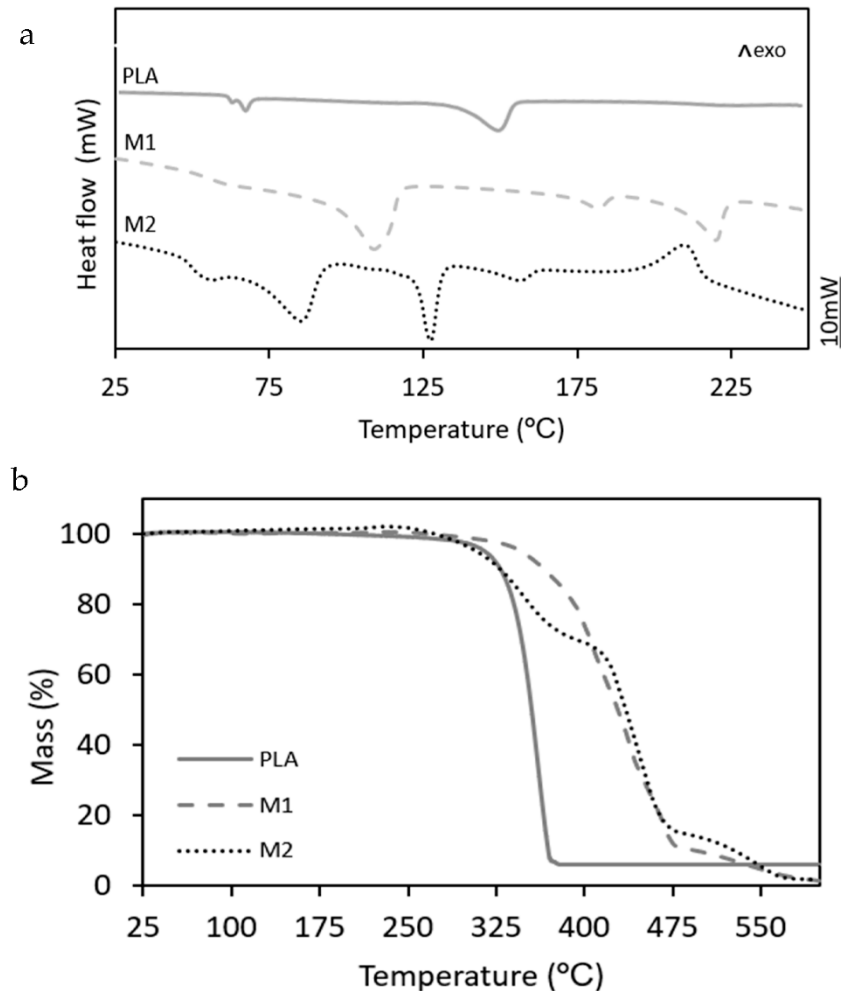 a
ᐱexo
PLA
M1
M2
Heat flow (mW)
10mW
25 75 125 175 225
Temperature (°C)
b
100
80
60
40
20
0
Mass (%)
PLA
M1
M2
25 100 175 250 325 400 475 550
Temperature (°C)